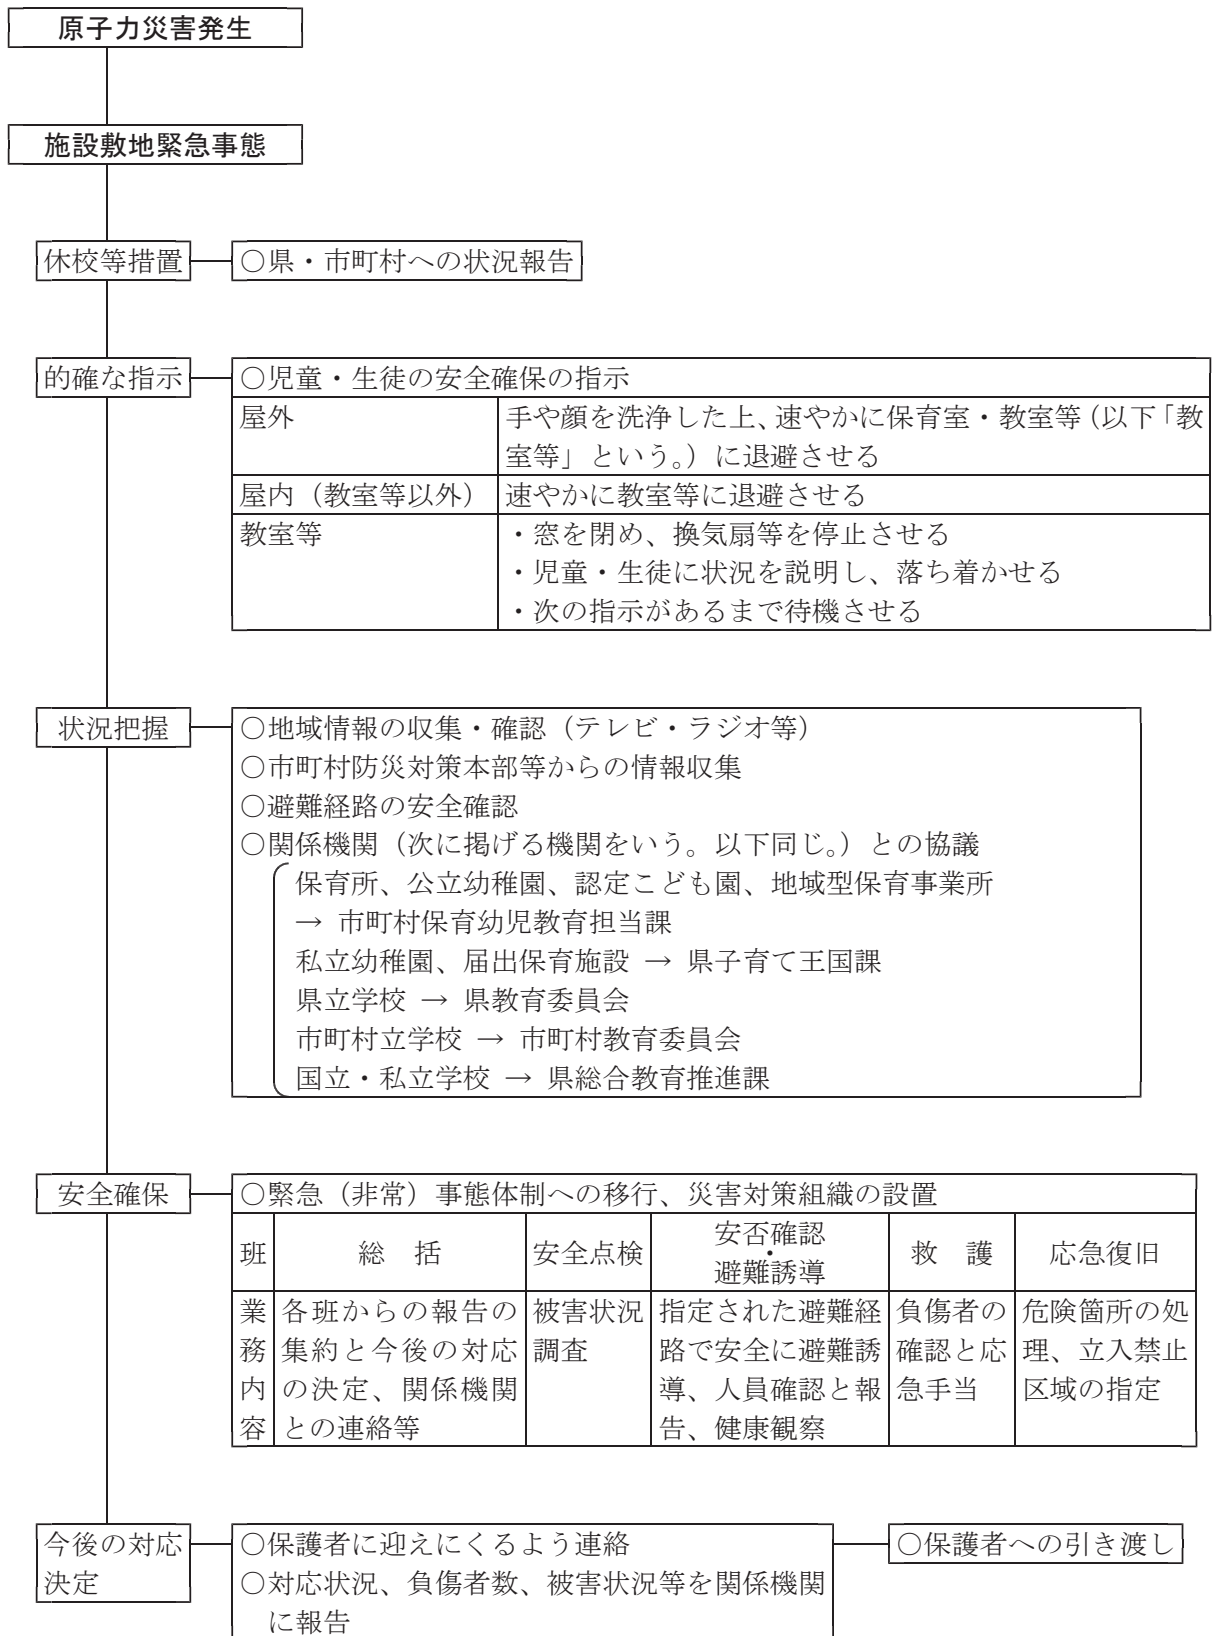 原子力災害発生
施設敷地緊急事態
休校等措置
○県・市町村への状況報告
的確な指示
○児童・生徒の安全確保の指示
屋外
手や顔を洗浄した上、速やかに保育室・教室等（以下「教
室等」という。）に退避させる
屋内（教室等以外）
速やかに教室等に退避させる
教室等
・窓を閉め、換気扇等を停止させる
・児童・生徒に状況を説明し、落ち着かせる
・次の指示があるまで待機させる
状況把握
○地域情報の収集・確認（テレビ・ラジオ等）
○市町村防災対策本部等からの情報収集
○避難経路の安全確認
○関係機関（次に掲げる機関をいう。以下同じ。）との協議
保育所、公立幼稚園、認定こども園、地域型保育事業所
→ 市町村保育幼児教育担当課
私立幼稚園、届出保育施設 → 県子育て王国課
県立学校 → 県教育委員会
市町村立学校 → 市町村教育委員会
国立・私立学校 → 県総合教育推進課
安全確保
○緊急（非常）事態体制への移行、災害対策組織の設置
班
総　括
安全点検
安否確認
・
避難誘導
救　護
応急復旧
業
務
内
容
各班からの報告の
集約と今後の対応
の決定、関係機関
との連絡等
被害状況
調査
指定された避難経
路で安全に避難誘
導、人員確認と報
告、健康観察
負傷者の
確認と応
急手当
危険箇所の処
理、立入禁止
区域の指定
今後の対応
決定
○保護者に迎えにくるよう連絡
○対応状況、負傷者数、被害状況等を関係機関
に報告
○保護者への引き渡し